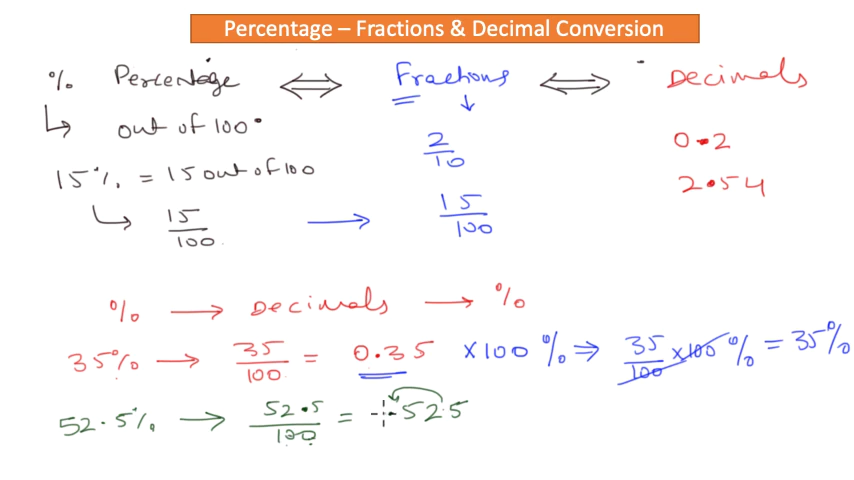 Percentage – Fractions & Decimal Conversion
% Percentage ⟺ Fractions ⟺ Decimals
↳ out of 100 ↓
2/10 0.2
15% = 15 out of 100 2.54
↳ 15/100 → 15/100
% → Decimals → %
35% → 35/100 = 0.35 ×100 % ⇒ 35/100 ×100 % = 35%
52.5% → 52.5/100 = 52.5